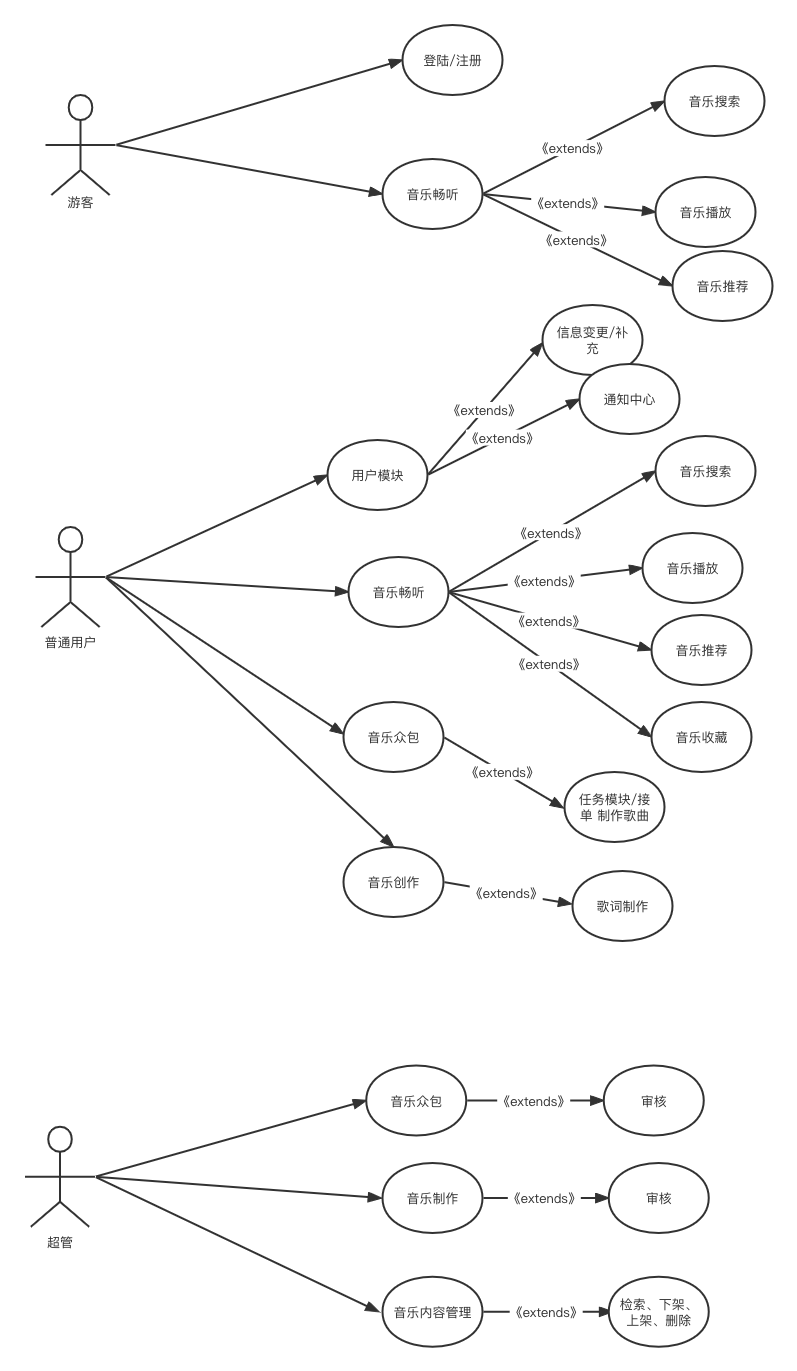 登陆/注册
音乐搜索
《extends》
游客
音乐畅听
《extends》
音乐播放
《extends》
音乐推荐
信息变更/补
充
通知中心
《extends》
《extends》
用户模块
音乐搜索
《extends》
音乐播放
《extends》
音乐畅听
《extends》
普通用户
音乐推荐
《extends》
音乐众包
音乐收藏
《extends》
任务模块/接
单 制作歌曲
音乐创作
《extends》
歌词制作
音乐众包
《extends》
审核
音乐制作
《extends》
审核
超管
音乐内容管理
《extends》
检索、下架、
上架、删除